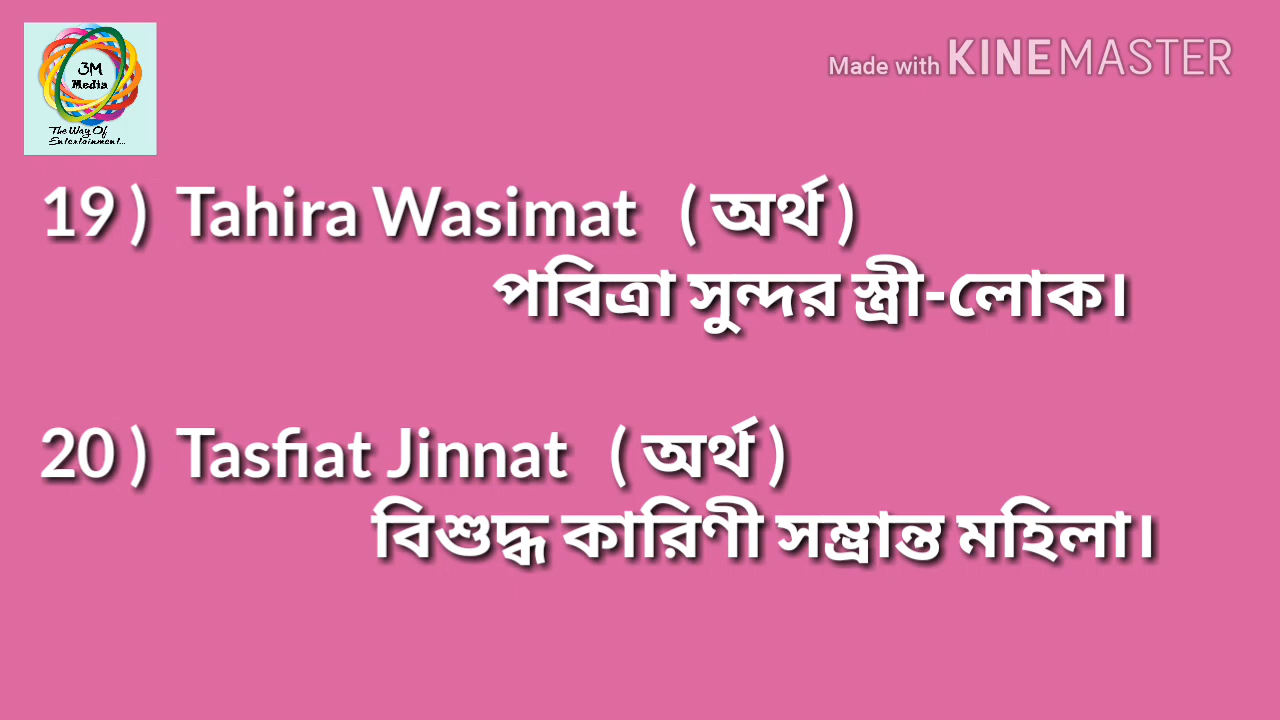 3M
Media
The Way Of
Entertainment...
Made with KINEMASTER
19 ) Tahira Wasimat ( অর্থ )
পবিত্রা সুন্দর স্ত্রী-লোক।
20 ) Tasfiat Jinnat ( অর্থ )
বিশুদ্ধ কারিণী সম্ভ্রান্ত মহিলা।